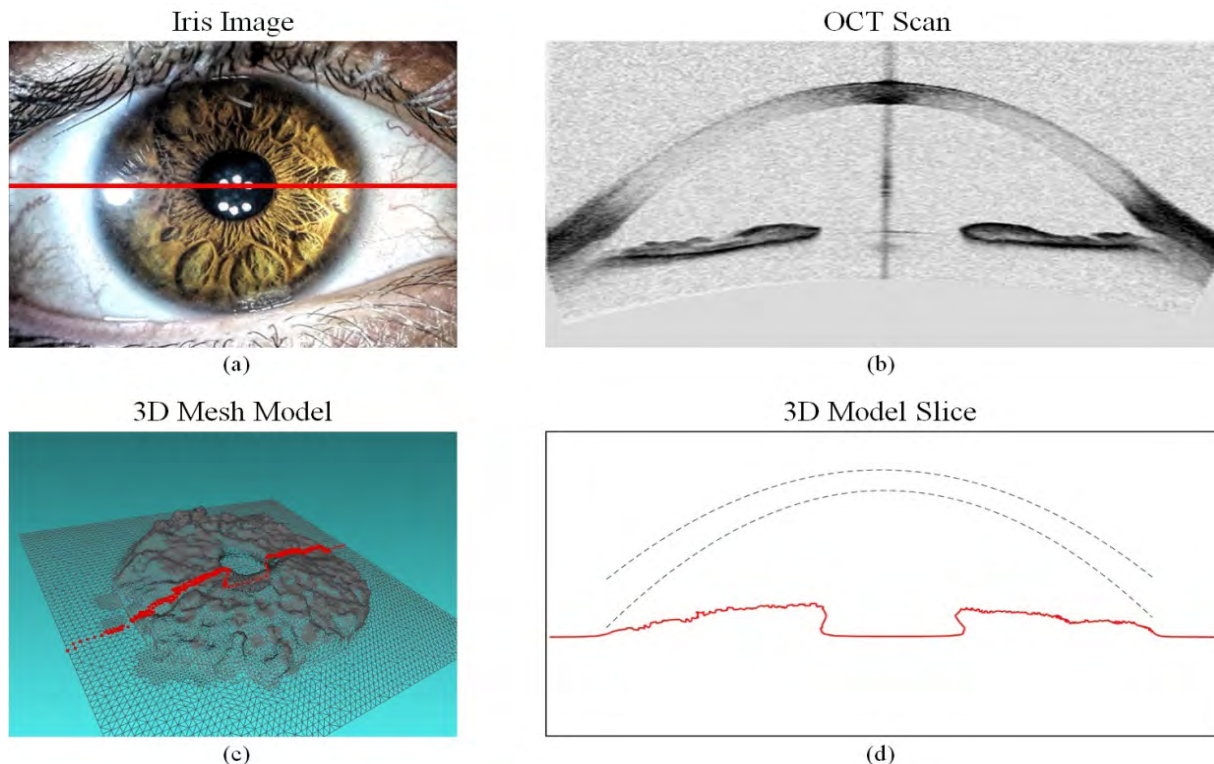 Iris Image
OCT Scan
(a)
(b)
3D Mesh Model
3D Model Slice
(c)
(d)